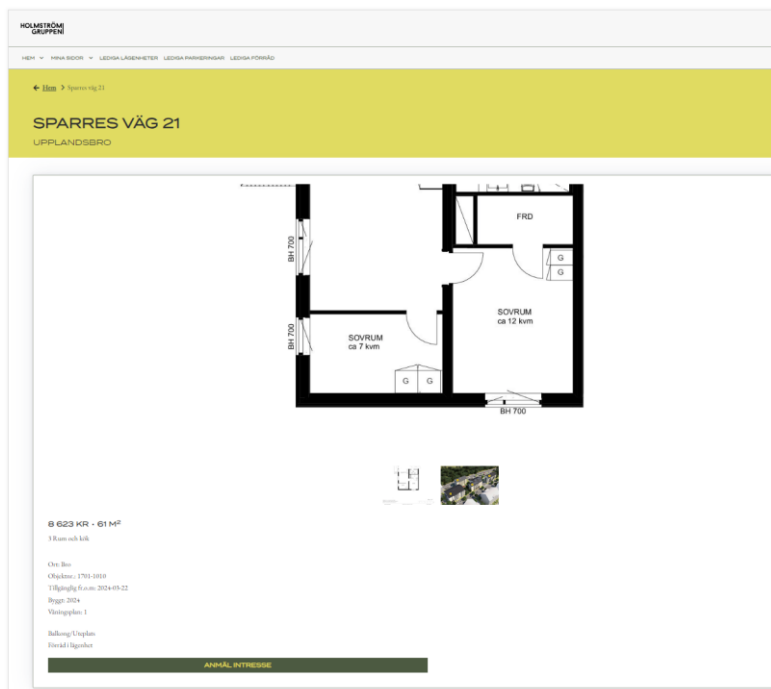 HOLMSTRÖM
GRUPPEN
HEM MINA SIDOR LEDIGA LÄGENHETER LEDIGA PARKERINGAR LEDIGA FÖRRÅD
Hem Sparres väg 21
SPARRES VÄG 21
UPPLANDSBRO
FRD
BH 700
G
G
SOVRUM
ca 12 kvm
BH 700
SOVRUM
ca 7 kvm
G G
BH 700
8 623 KR - 61 M²
3 Rum och kök
Ort: Bro
Objektnr.: 1701-1010
Tillgänglig fr.o.m: 2024-05-22
Byggt: 2024
Våningsplan: 1
Balkong/Uteplats
Förråd i lägenhet
ANMÄL INTRESSE